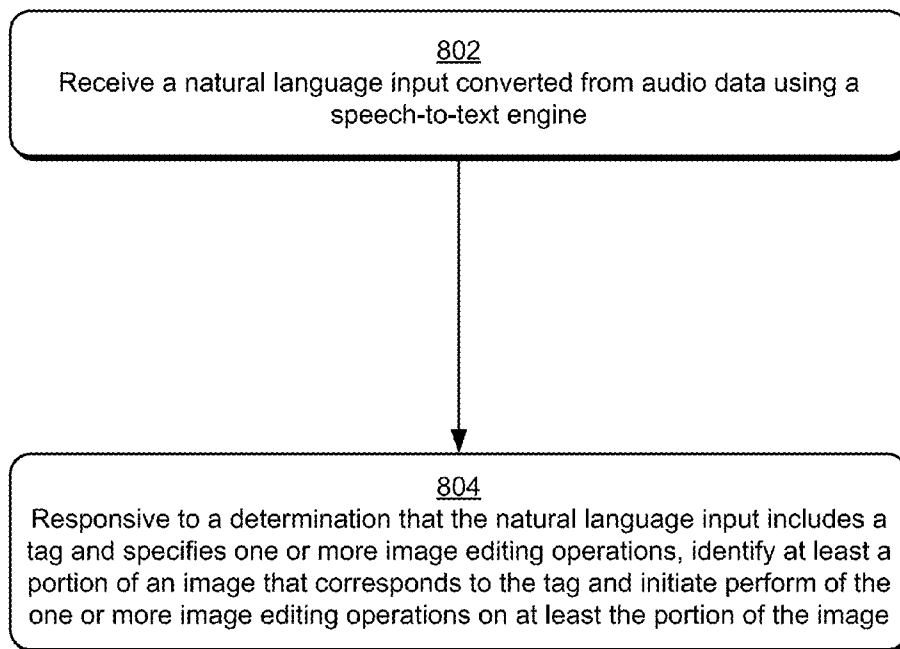 802
Receive a natural language input converted from audio data using a
speech-to-text engine
804
Responsive to a determination that the natural language input includes a
tag and specifies one or more image editing operations, identify at least a
portion of an image that corresponds to the tag and initiate perform of the
one or more image editing operations on at least the portion of the image